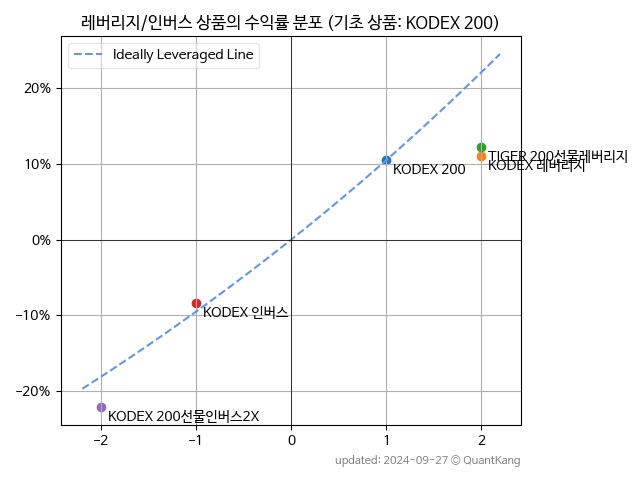 레버리지/인버스 상품의 수익률 분포 (기초 상품: KODEX 200)
Ideally Leveraged Line
20%
10%
0%
-10%
-20%
TIGER 200선물레버리지
KODEX 레버리지
KODEX 200
KODEX 인버스
KODEX 200선물인버스2X
-2 -1 0 1 2
updated: 2024-09-27 © QuantKang